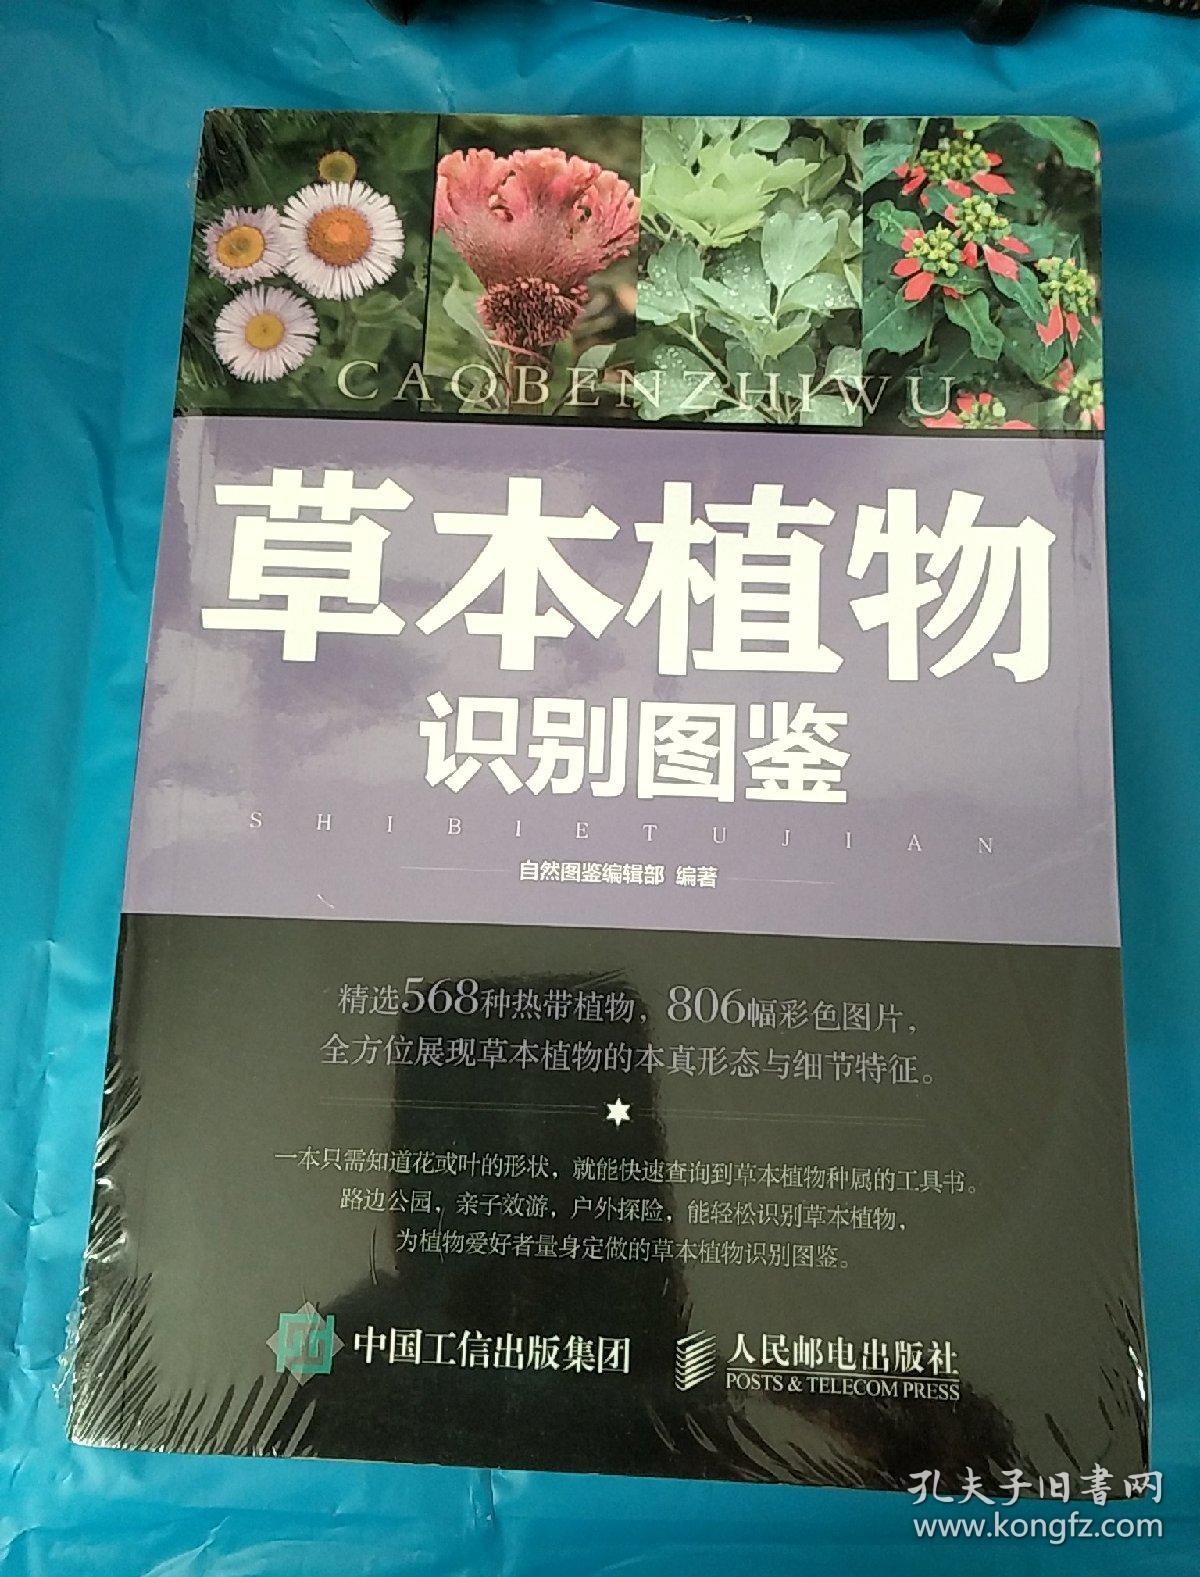 CAOBENZHIWU
草本植物
识别图鉴
SHIBIETUJIAN
自然图鉴编辑部 编著
精选568种热带植物，806幅彩色图片，
全方位展现草本植物的本真形态与细节特征。
一本只需知道花或叶的形状，就能快速查询到草本植物种属的工具书。
路边公园，亲子效游，户外探险，能轻松识别草本植物，
为植物爱好者量身定做的草本植物识别图鉴。
中国工信出版集团 人民邮电出版社
POSTS & TELECOM PRESS
孔夫子旧书网
www.kongfz.com